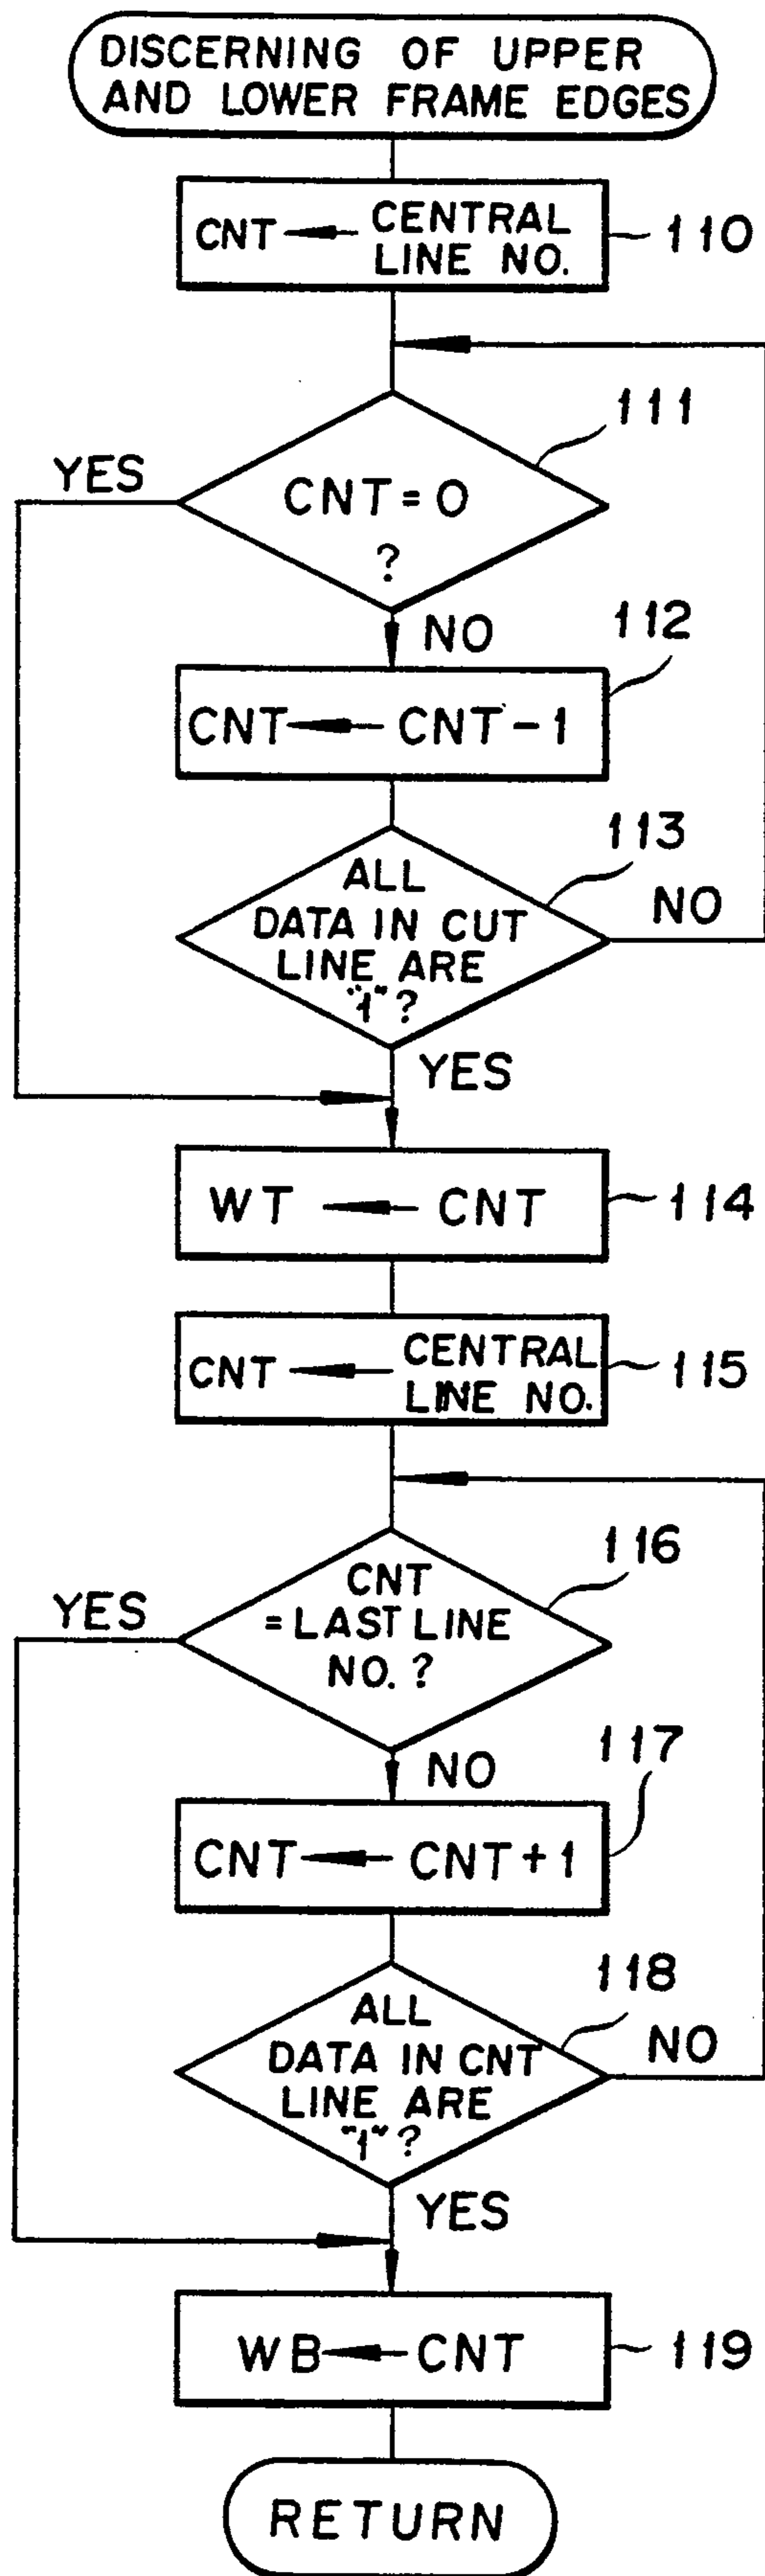 DISCERNING OF UPPER
AND LOWER FRAME EDGES
CNT ← CENTRAL
LINE NO.
110
111
YES
CNT = 0
?
NO
112
CNT ← CNT - 1
113
ALL
DATA IN CUT
LINE ARE
"1" ?
NO
YES
WT ← CNT
114
CNT ← CENTRAL
LINE NO.
115
116
YES
CNT
= LAST LINE
NO. ?
NO
117
CNT ← CNT + 1
118
ALL
DATA IN CNT
LINE ARE
"1" ?
NO
YES
WB ← CNT
119
RETURN